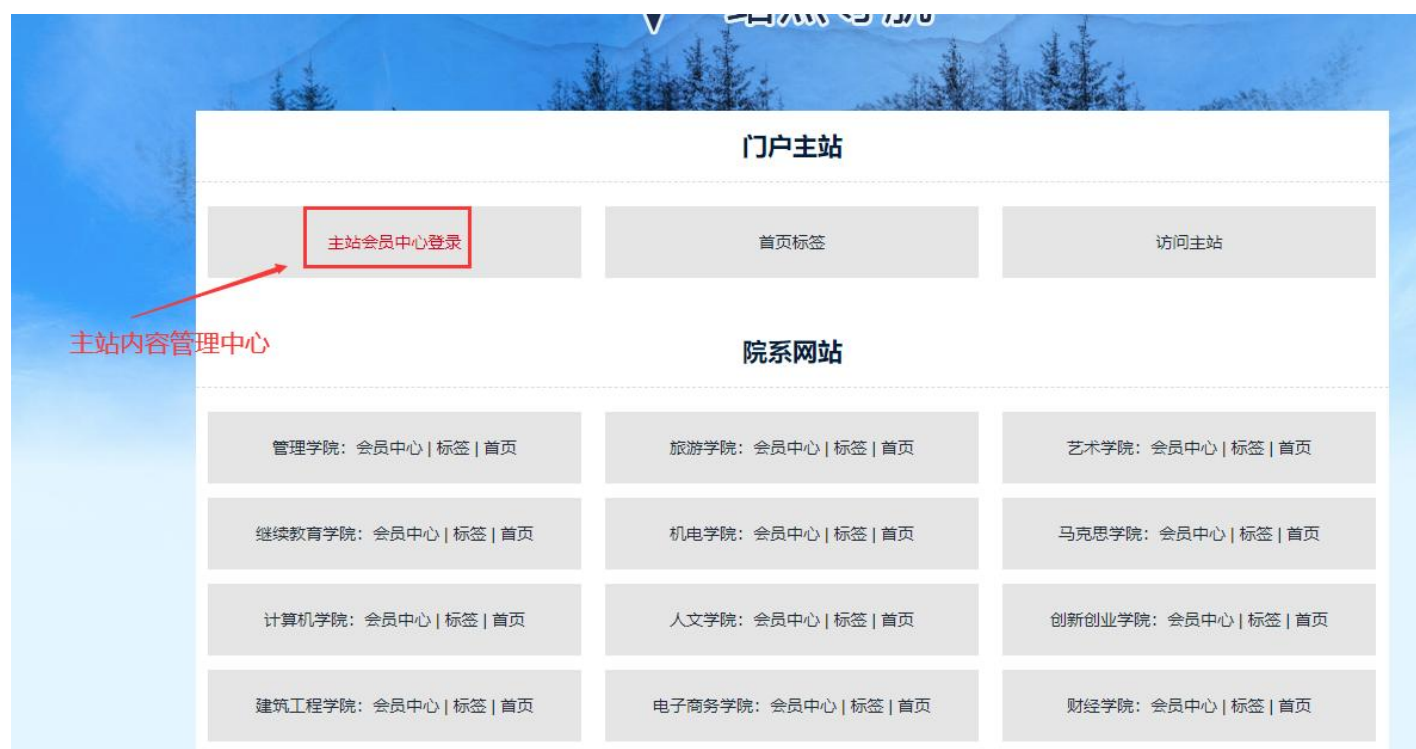 门户主站
主站会员中心登录
首页标签
访问主站
主站内容管理中心
院系网站
管理学院：会员中心 | 标签 | 首页
旅游学院：会员中心 | 标签 | 首页
艺术学院：会员中心 | 标签 | 首页
继续教育学院：会员中心 | 标签 | 首页
机电学院：会员中心 | 标签 | 首页
马克思学院：会员中心 | 标签 | 首页
计算机学院：会员中心 | 标签 | 首页
人文学院：会员中心 | 标签 | 首页
创新创业学院：会员中心 | 标签 | 首页
建筑工程学院：会员中心 | 标签 | 首页
电子商务学院：会员中心 | 标签 | 首页
财经学院：会员中心 | 标签 | 首页